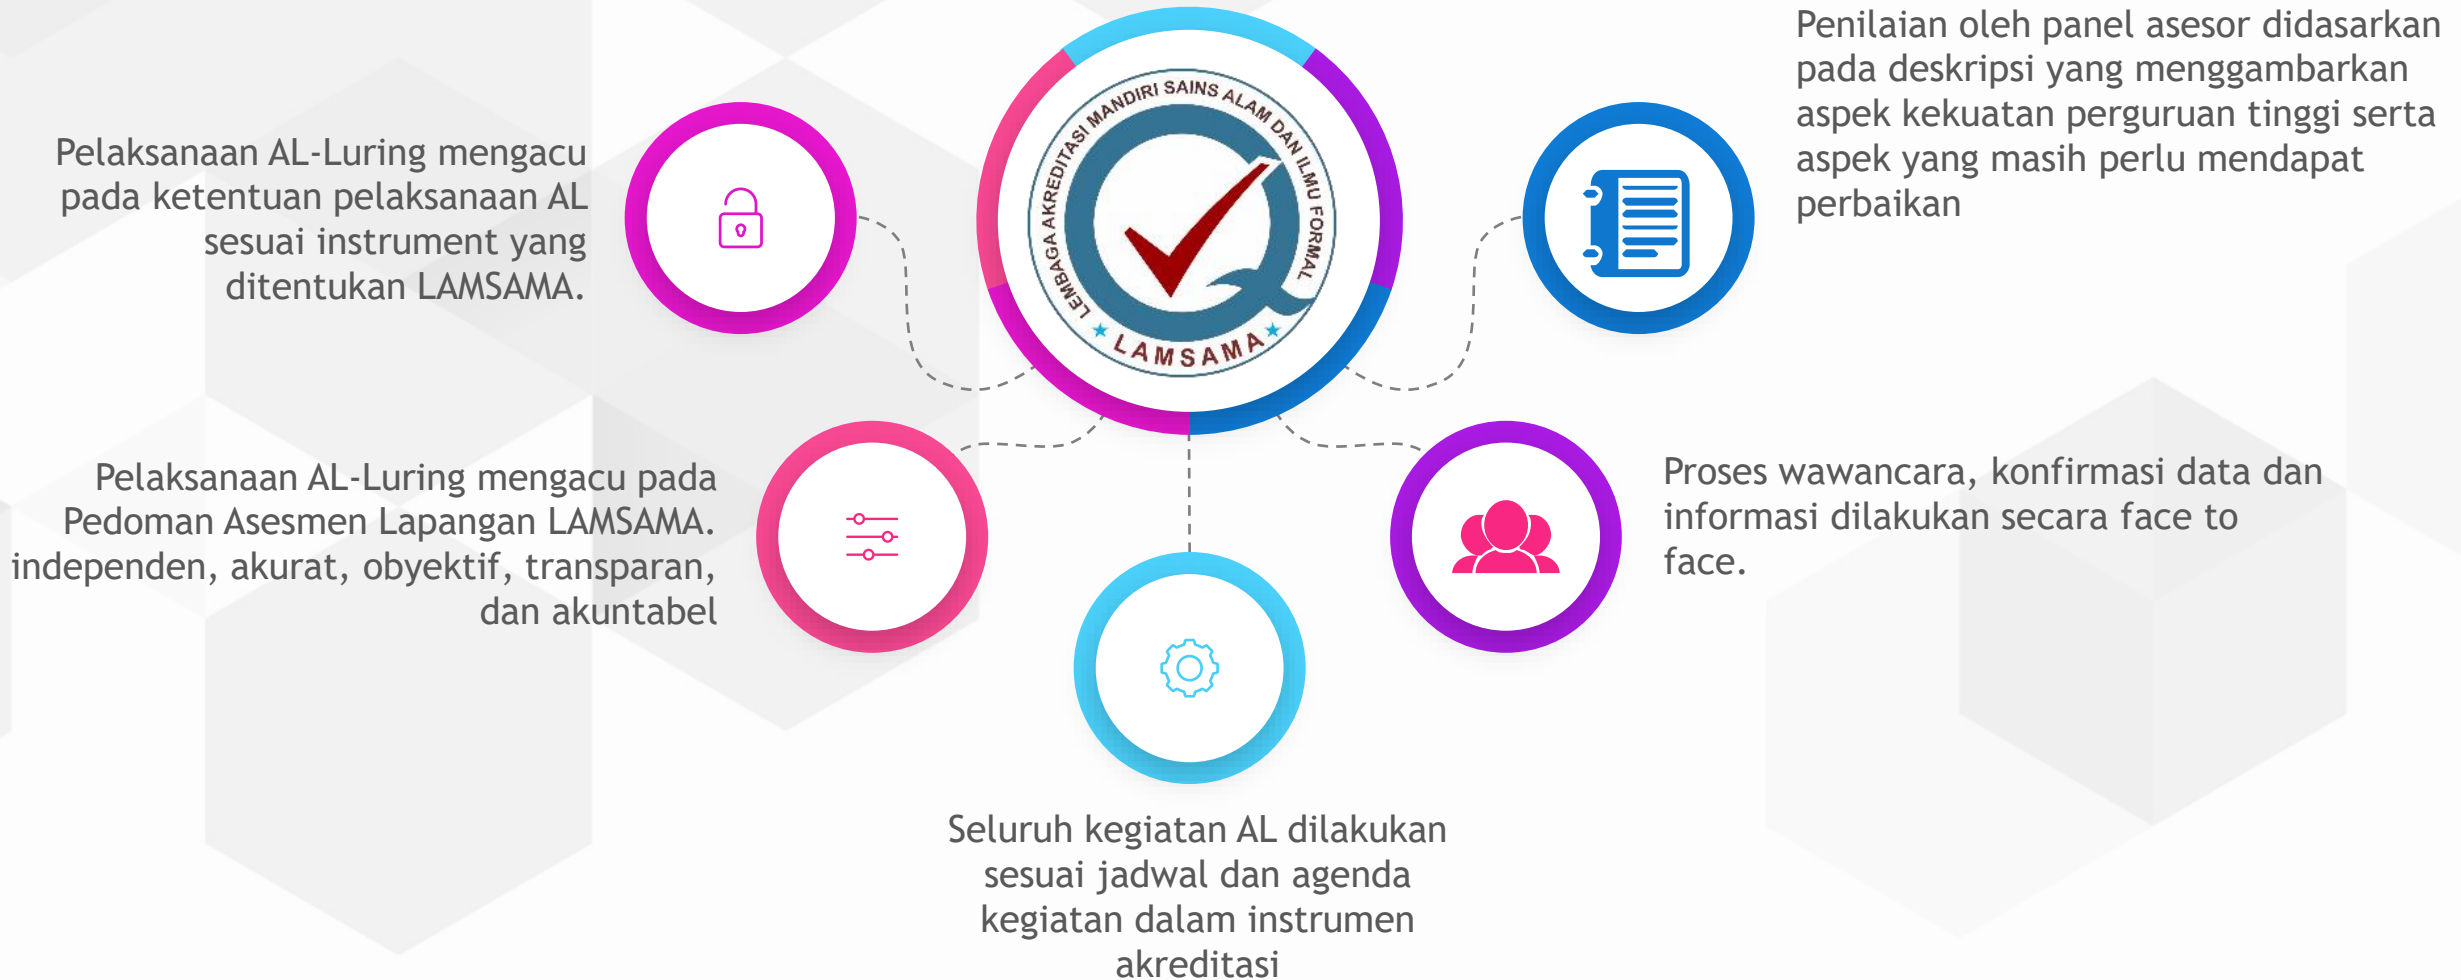 Pelaksanaan AL-Luring mengacu
pada ketentuan pelaksanaan AL
sesuai instrument yang
ditentukan LAMSAMA.
Pelaksanaan AL-Luring mengacu pada
Pedoman Asesmen Lapangan LAMSAMA.
independen, akurat, obyektif, transparan,
dan akuntabel
LEMBAGA AKREDITASI MANDIRI SAINS ALAM DAN ILMU FORMAL
LAMSAMA
Seluruh kegiatan AL dilakukan
sesuai jadwal dan agenda
kegiatan dalam instrumen
akreditasi
Proses wawancara, konfirmasi data dan
informasi dilakukan secara face to
face.
Penilaian oleh panel asesor didasarkan
pada deskripsi yang menggambarkan
aspek kekuatan perguruan tinggi serta
aspek yang masih perlu mendapat
perbaikan